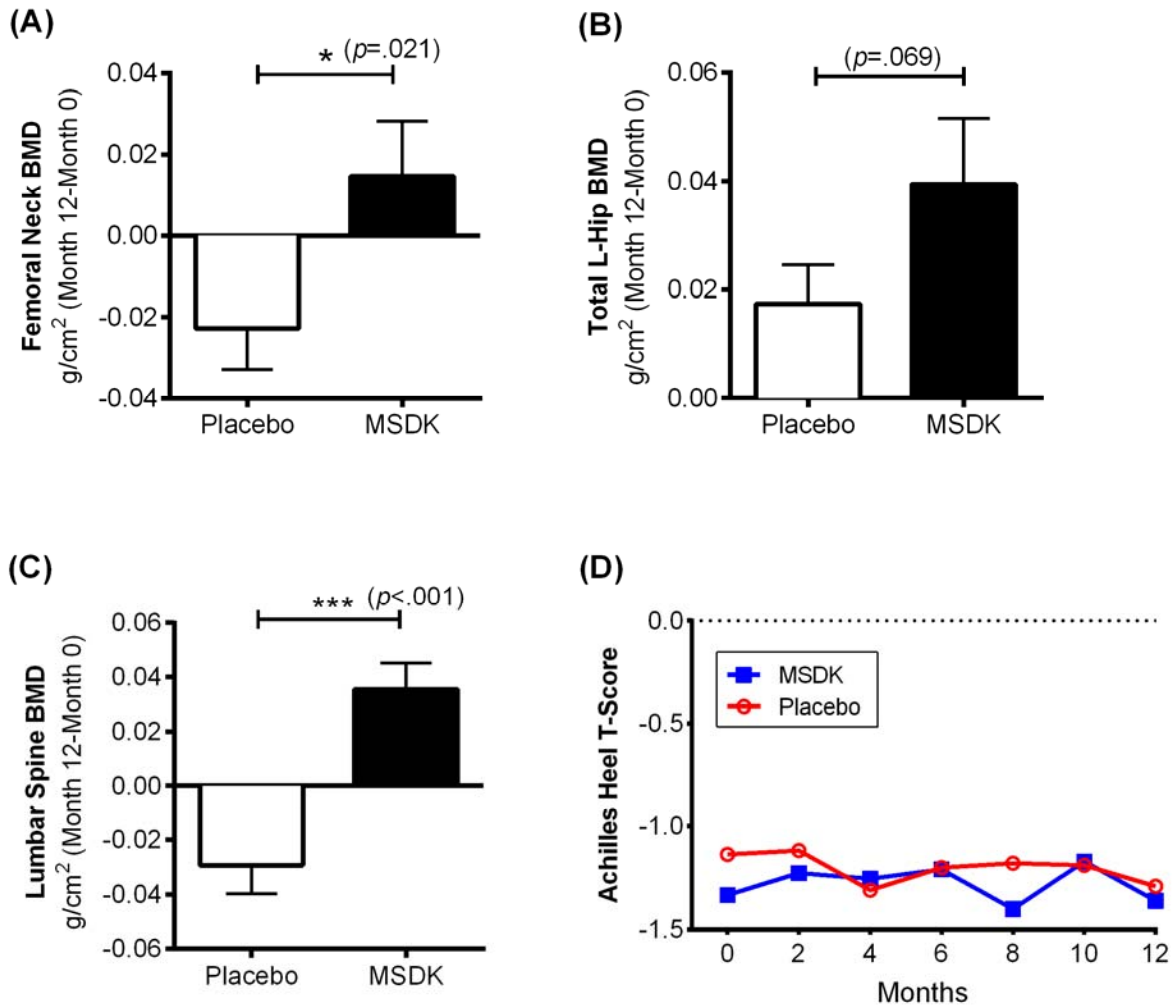 (A)
* (p=.021)
Femoral Neck BMD
g/cm² (Month 12-Month 0)
0.04
0.02
0.00
-0.02
-0.04
Placebo
MSDK
(B)
(p=.069)
Total L-Hip BMD
g/cm² (Month 12-Month 0)
0.06
0.04
0.02
0.00
Placebo
MSDK
(C)
*** (p<.001)
Lumbar Spine BMD
g/cm² (Month 12-Month 0)
0.06
0.04
0.02
0.00
-0.02
-0.04
-0.06
Placebo
MSDK
(D)
Achilles Heel T-Score
0.0
-0.5
-1.0
-1.5
MSDK
Placebo
0 2 4 6 8 10 12
Months